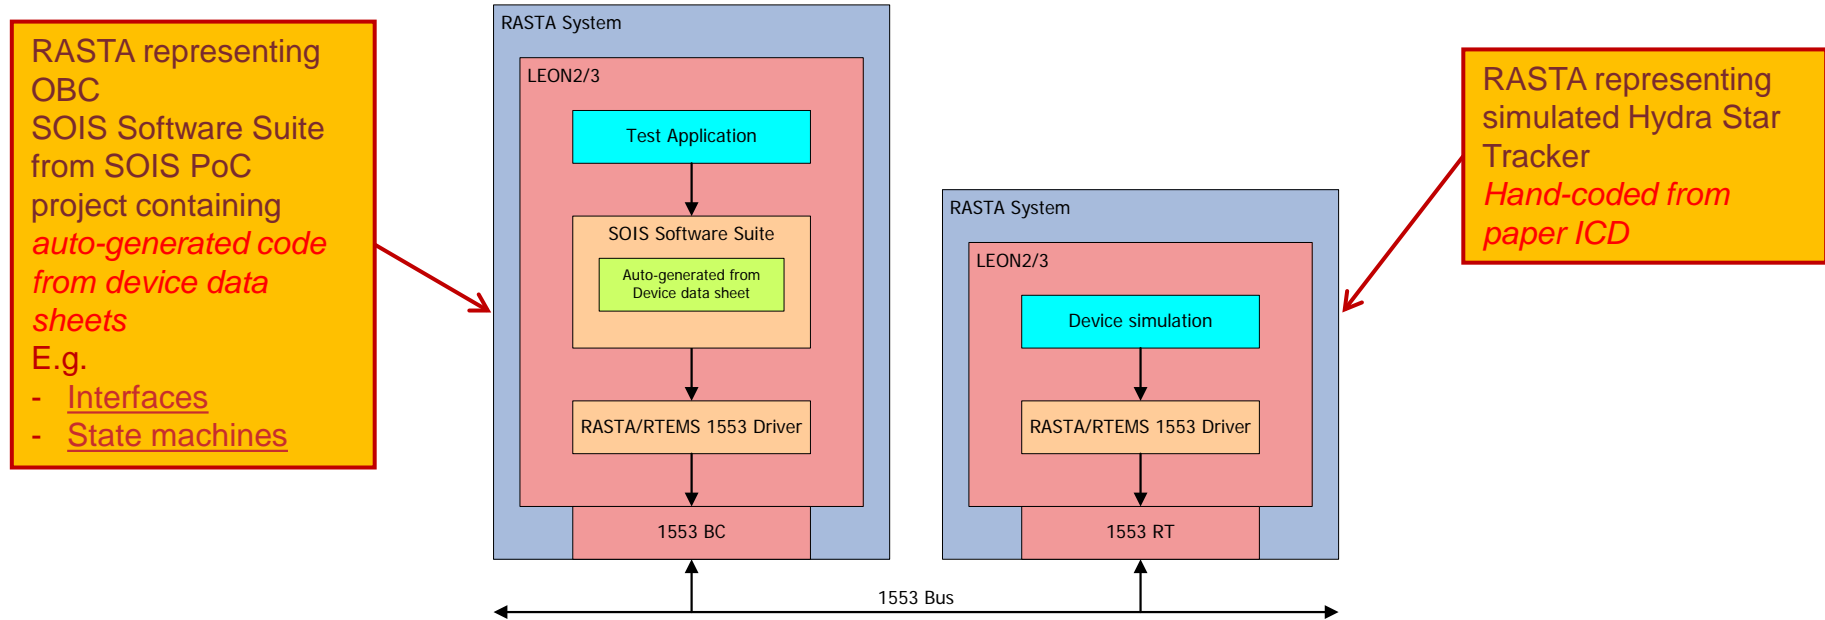 RASTA representing
OBC
SOIS Software Suite
from SOIS PoC
project containing
auto-generated code
from device data
sheets
E.g.
- Interfaces
- State machines
RASTA System
LEON2/3
Test Application
SOIS Software Suite
Auto-generated from
Device data sheet
RASTA/RTEMS 1553 Driver
1553 BC
RASTA System
LEON2/3
Device simulation
RASTA/RTEMS 1553 Driver
1553 RT
1553 Bus
RASTA representing
simulated Hydra Star
Tracker
Hand-coded from
paper ICD